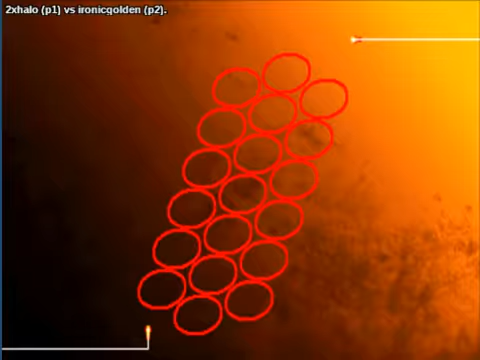 2xhalo (p1) vs ironicgolden (p2).